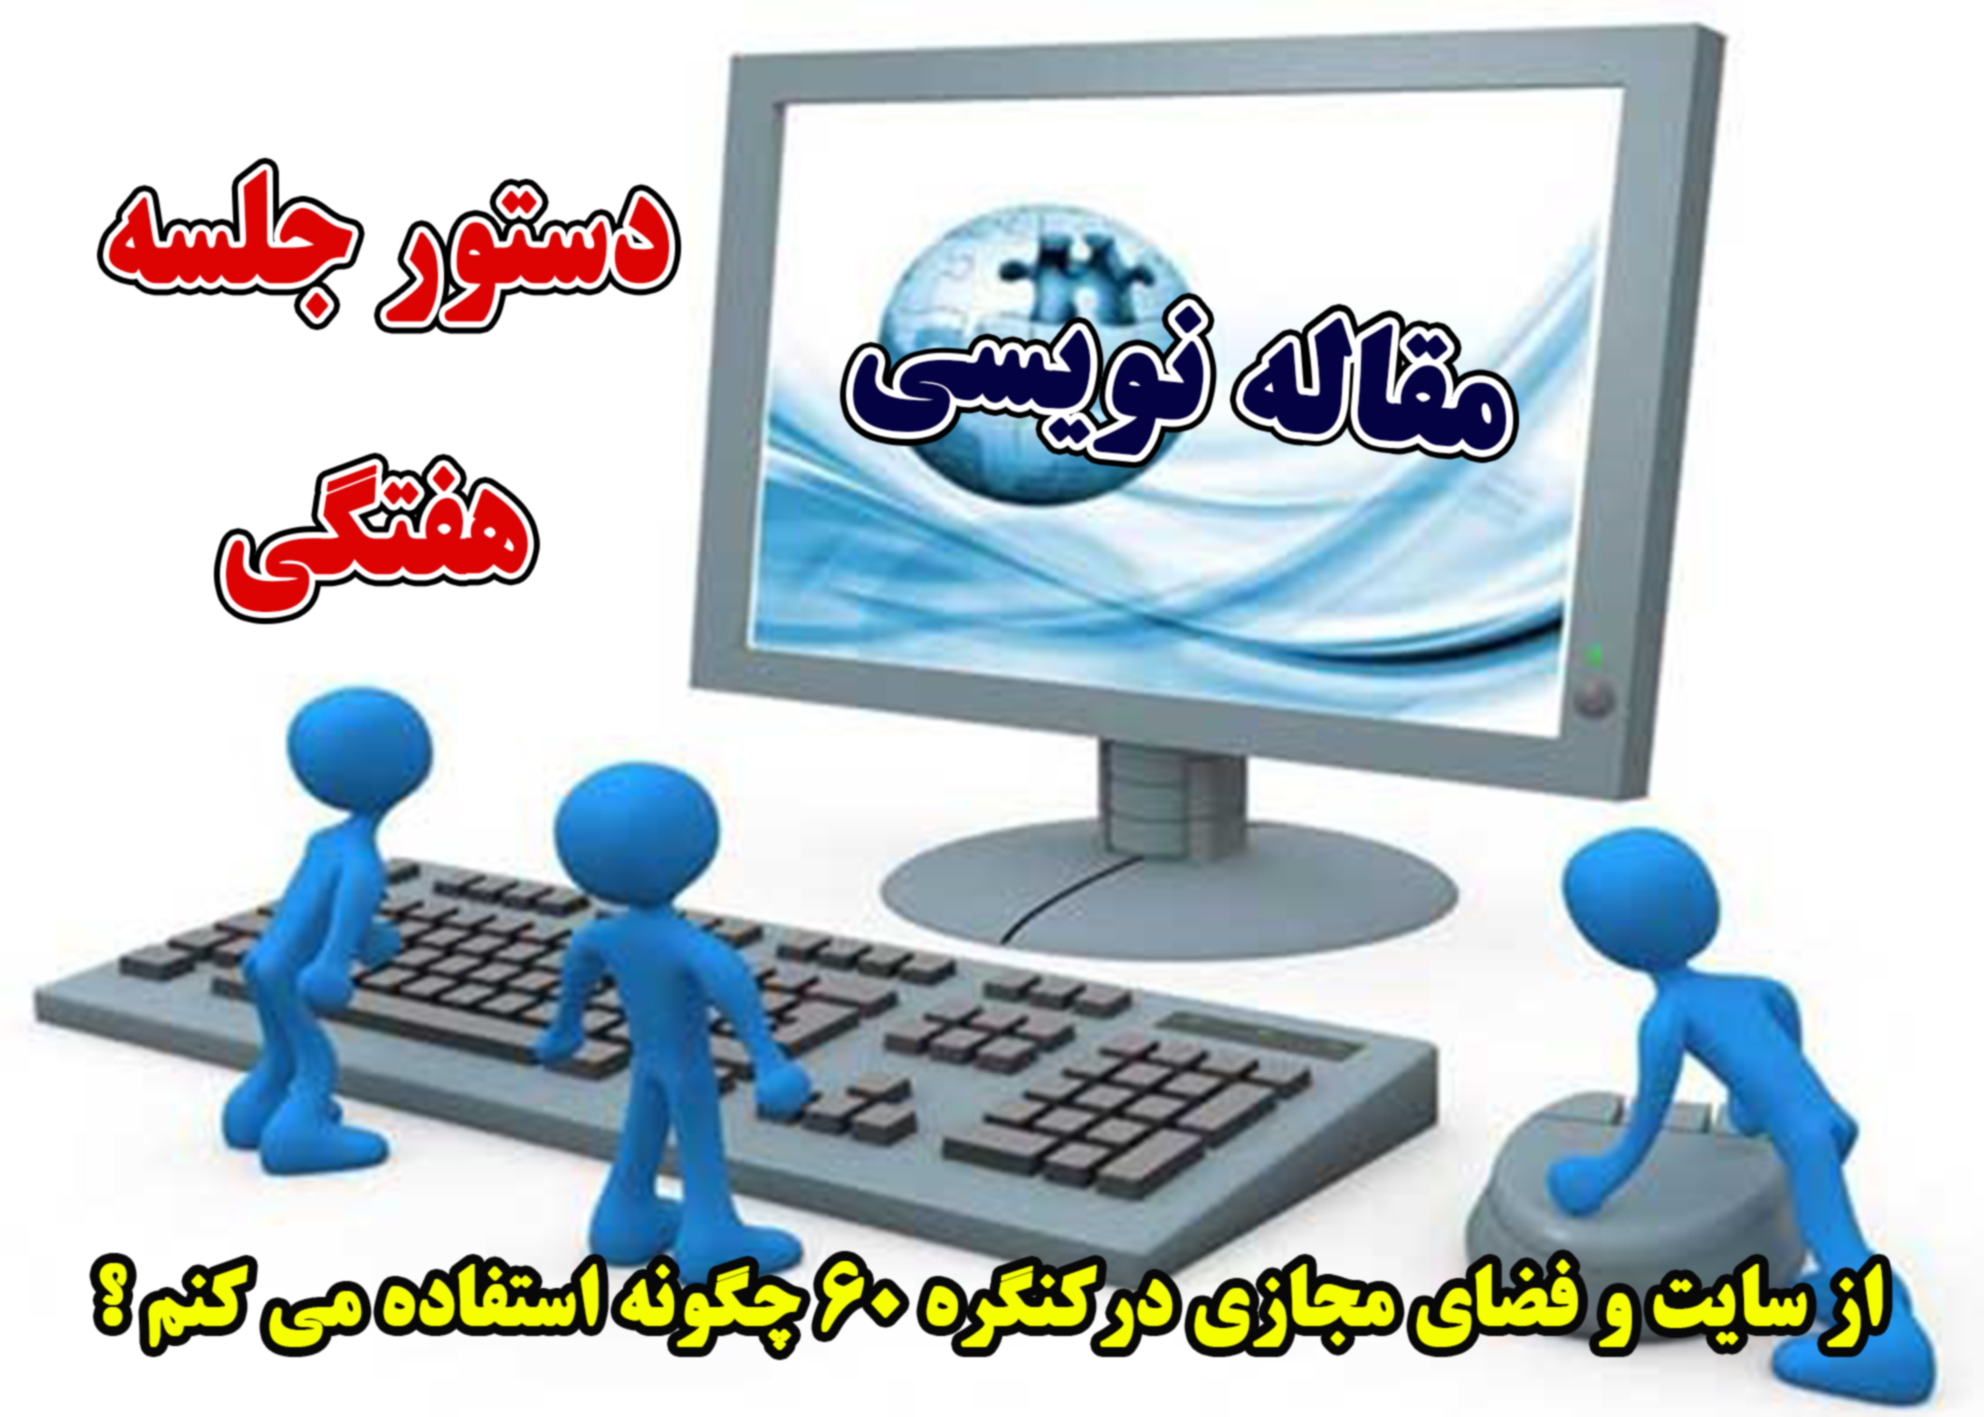 دستور جلسه
هفتگی
مقاله نویسی
از سایت و فضای مجازی در کنگره ۶۰ چگونه استفاده می کنم ؟